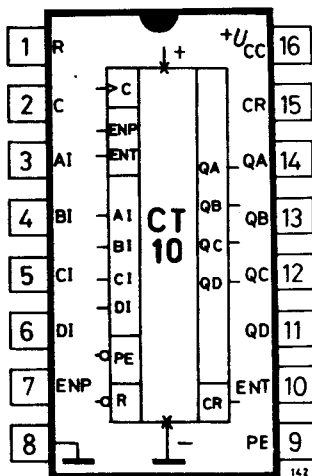 1 R +UCC 16
2 C CR 15
3 AI QA 14
4 BI QB 13
5 CI QC 12
6 DI QD 11
7 ENP ENT 10
8 PE 9
+
C
ENP
ENT
AI
BI
CI
DI
PE
R
CT
10
QA
QB
QC
QD
CR
−
142